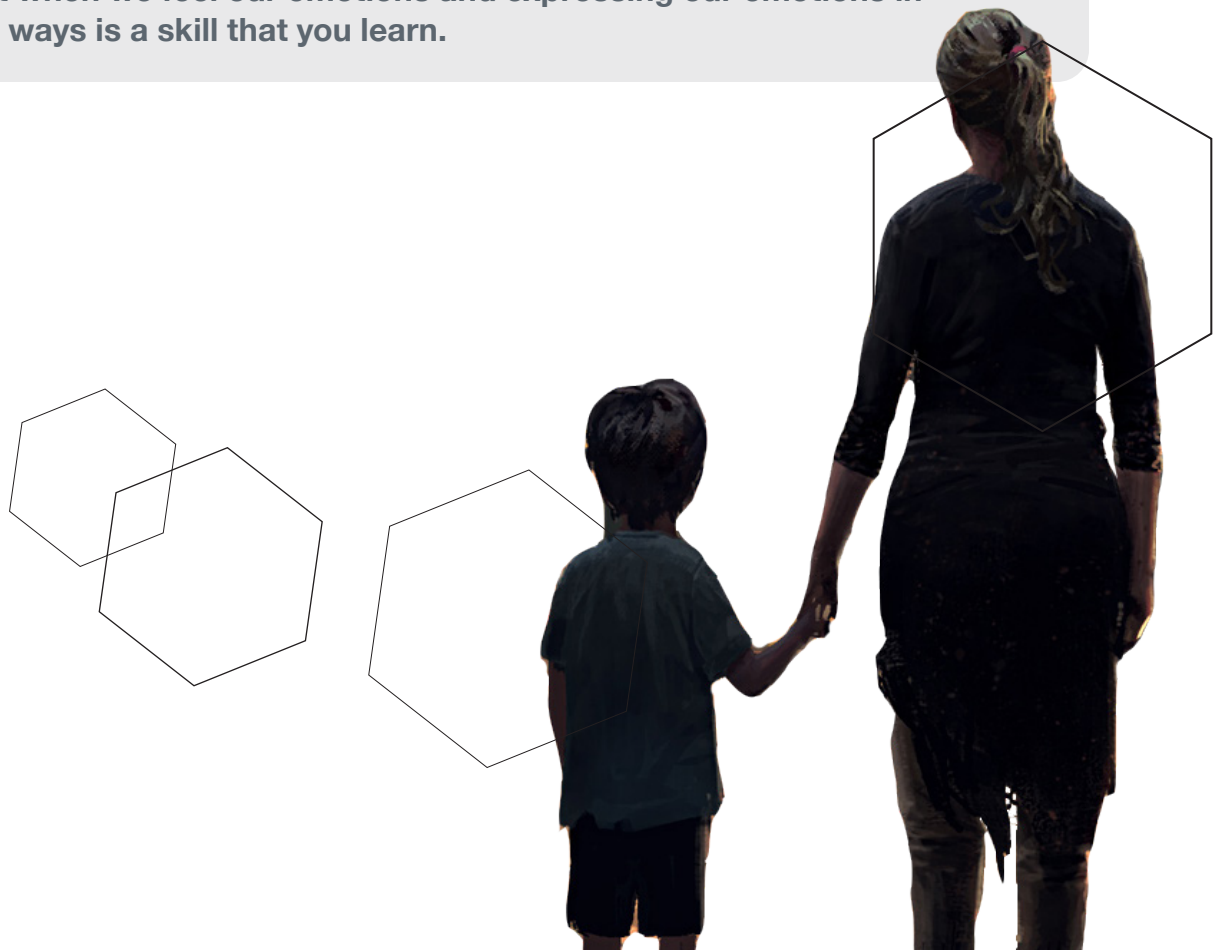 when we feel our emotions and expressing our emotions in
ways is a skill that you learn.